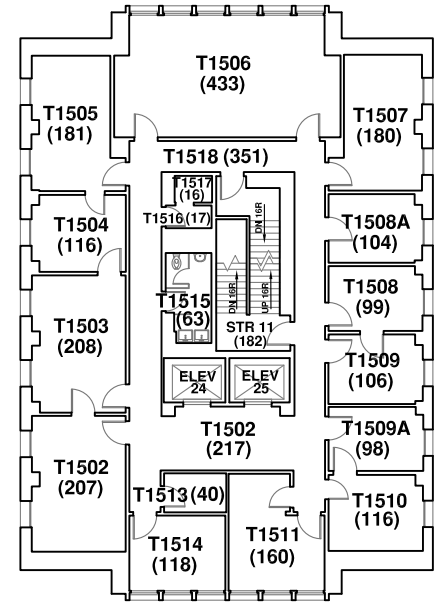 T1506
(433)
T1505
(181)
T1507
(180)
T1518 (351)
T1517
(16)
T1516 (17)
DN 16R
T1504
(116)
T1508A
(104)
T1515
(63)
DN 16R
UP 16R
T1508
(99)
T1503
(208)
STR 11
(182)
T1509
(106)
ELEV
24
ELEV
25
T1502
(217)
T1509A
(98)
T1502
(207)
T1513 (40)
T1510
(116)
T1514
(118)
T1511
(160)